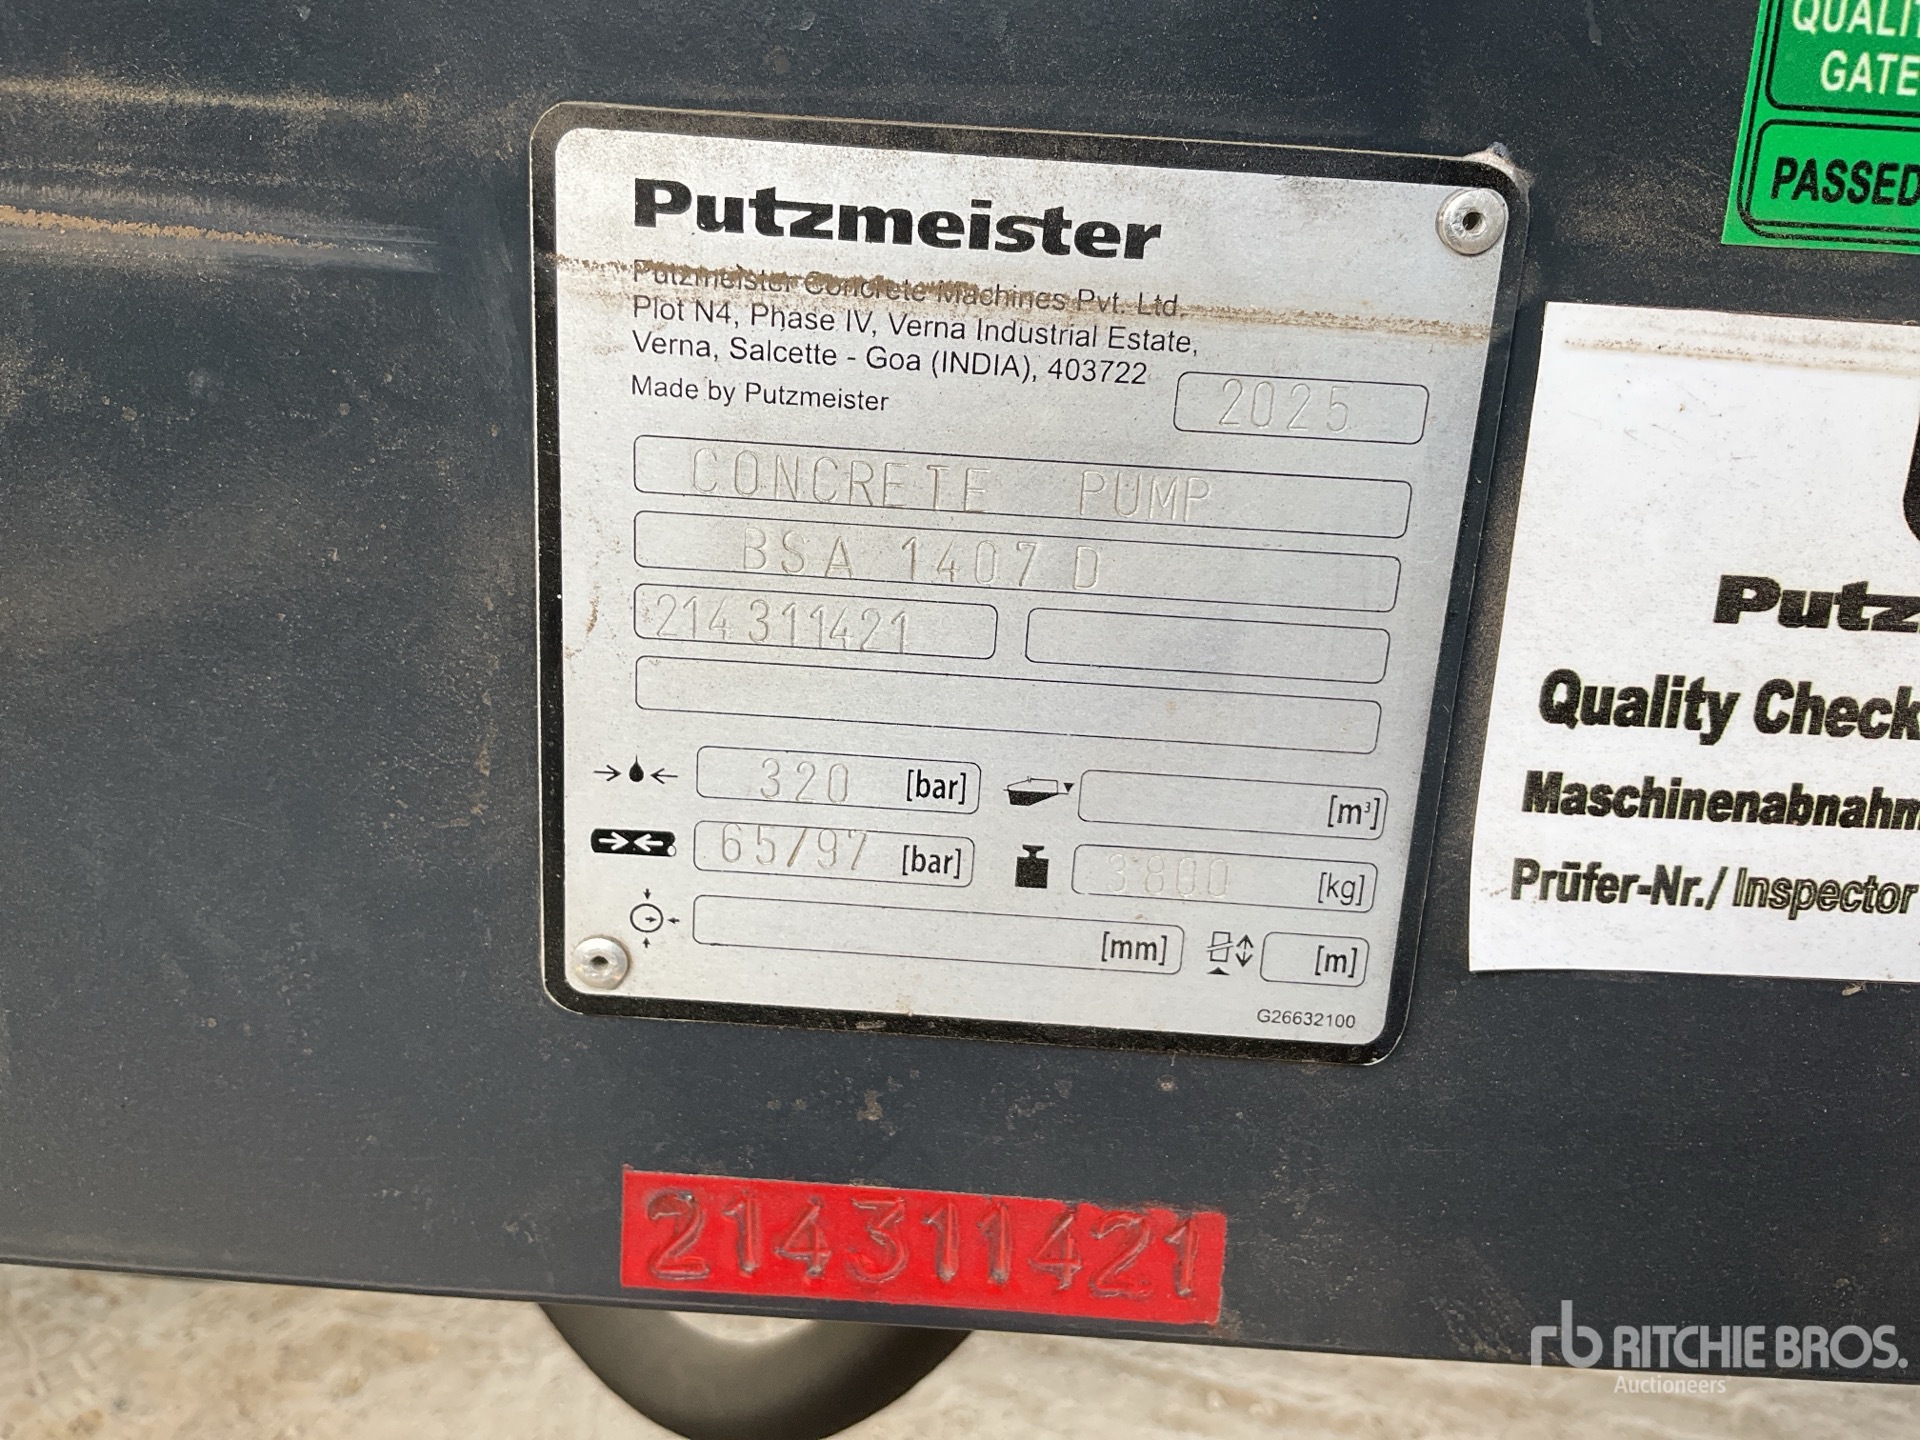 QUALIT
GATE
PASSED
Putzmeister
Putzmeister Concrete Machines Pvt. Ltd.
Plot N4, Phase IV, Verna Industrial Estate,
Verna, Salcette - Goa (INDIA), 403722
Made by Putzmeister
2025
CONCRETE PUMP
BSA 1407 D
214311421
320 [bar]
[m³]
65/97 [bar]
3800 [kg]
[mm]
[m]
G26632100
Putz
Quality Check
Maschinenabnahm
Prüfer-Nr./ Inspector
214311421
rb RITCHIE BROS.
Auctioneers